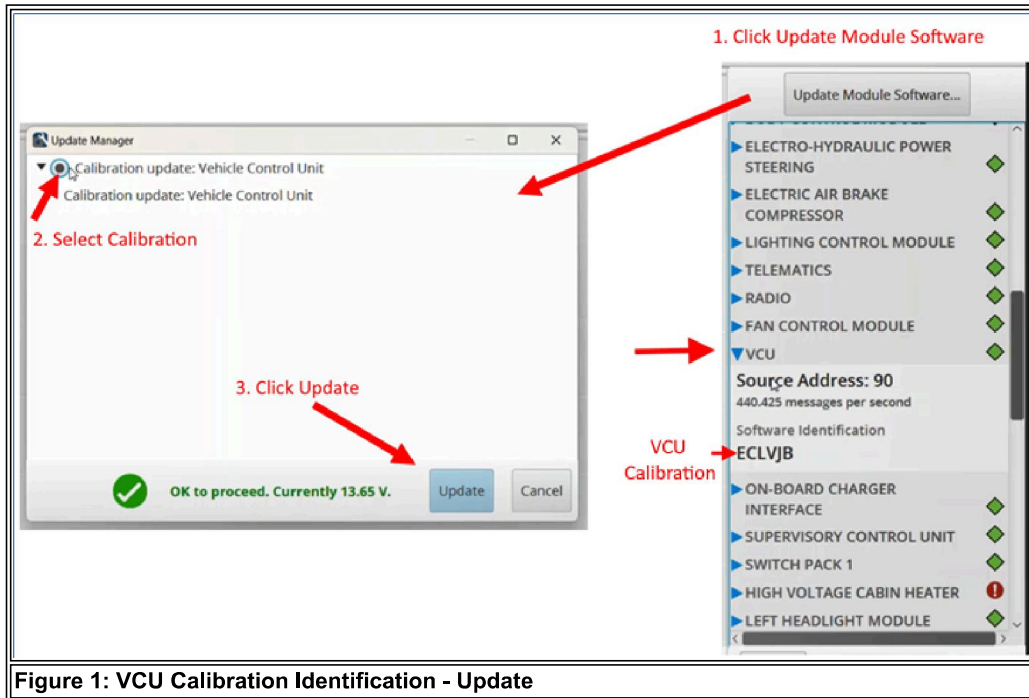 1. Click Update Module Software
Update Module Software...
Update Manager
Calibration update: Vehicle Control Unit
Calibration update: Vehicle Control Unit
2. Select Calibration
3. Click Update
OK to proceed. Currently 13.65 V.
Update
Cancel
ELECTRO-HYDRAULIC POWER
STEERING
ELECTRIC AIR BRAKE
COMPRESSOR
LIGHTING CONTROL MODULE
TELEMATICS
RADIO
FAN CONTROL MODULE
VCU
Source Address: 90
440.425 messages per second
Software Identification
ECLVJB
VCU
Calibration
ON-BOARD CHARGER
INTERFACE
SUPERVISORY CONTROL UNIT
SWITCH PACK 1
HIGH VOLTAGE CABIN HEATER
LEFT HEADLIGHT MODULE
Figure 1: VCU Calibration Identification - Update